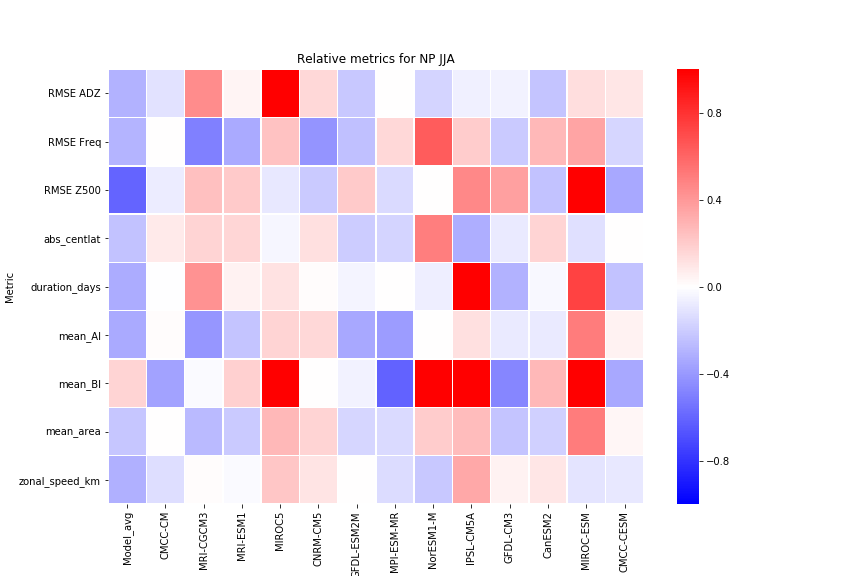 Relative metrics for NP JJA
Metric
RMSE ADZ
RMSE Freq
RMSE Z500
abs_centlat
duration_days
mean_AI
mean_BI
mean_area
zonal_speed_km
Model_avg
CMCC-CM
MRI-CGCM3
MRI-ESM1
MIROC5
CNRM-CM5
GFDL-ESM2M
MPI-ESM-MR
NorESM1-M
IPSL-CM5A
GFDL-CM3
CanESM2
MIROC-ESM
CMCC-CESM
0.8
0.4
0.0
−0.4
−0.8